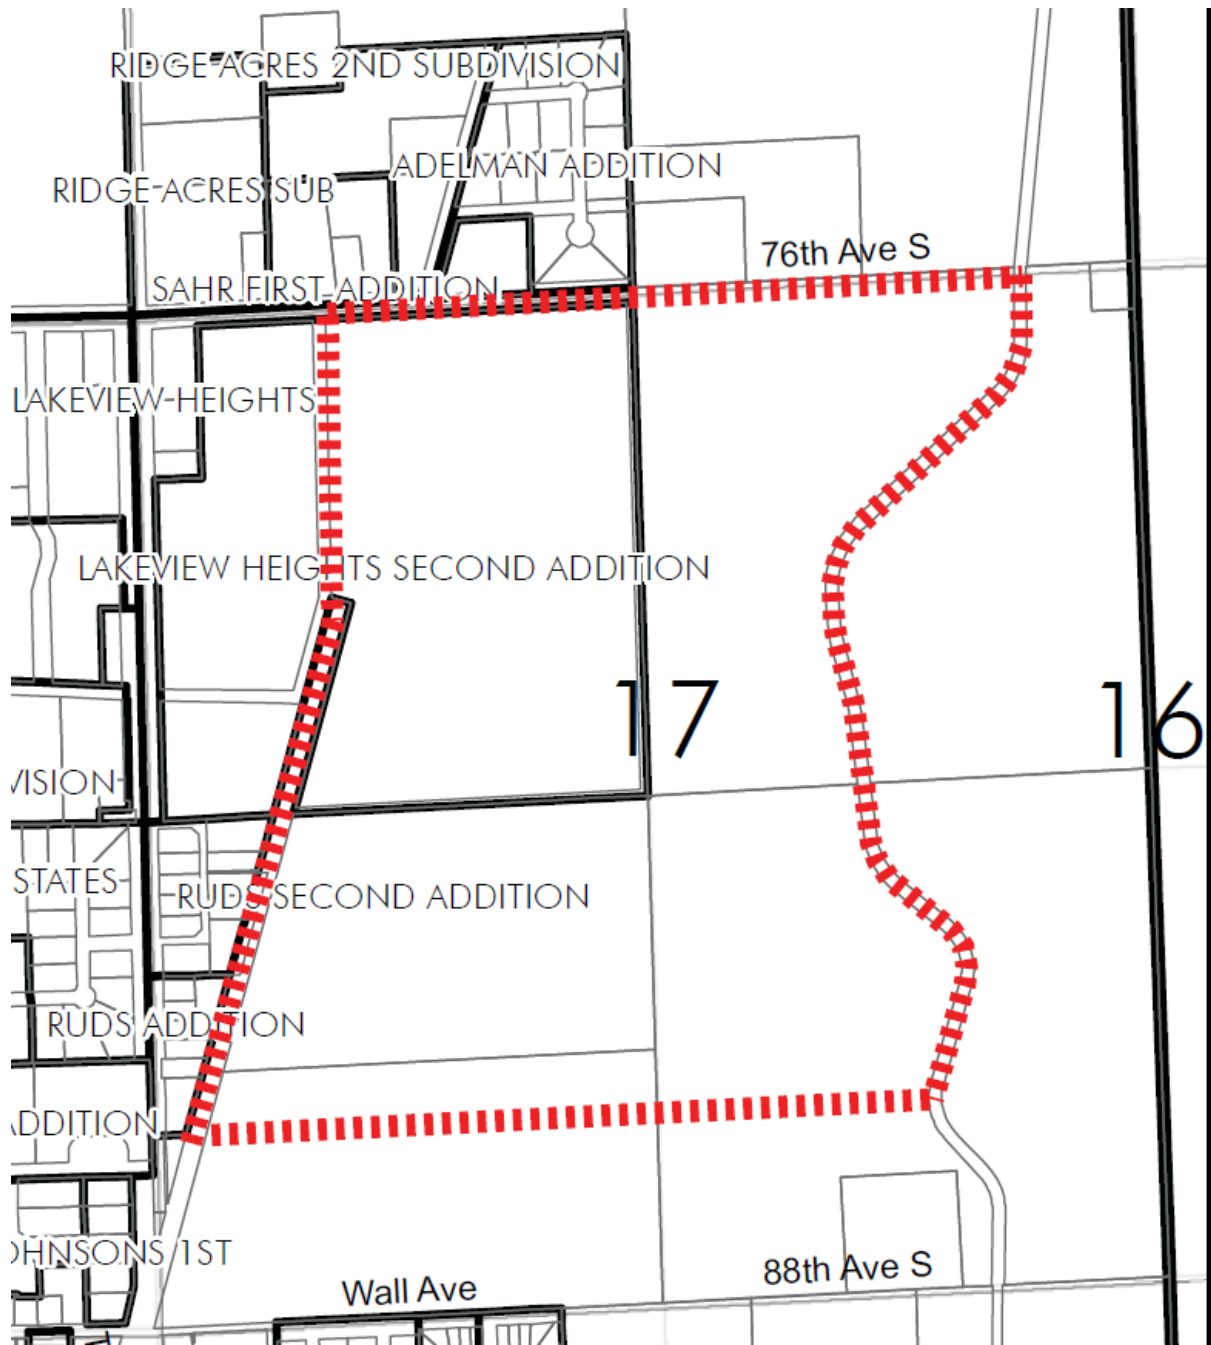 RIDGE ACRES 2ND SUBDIVISION
ADELMAN ADDITION
RIDGE ACRES SUB
76th Ave S
SAHR FIRST ADDITION
LAKEVIEW HEIGHTS
LAKEVIEW HEIGHTS SECOND ADDITION
17
16
VISION
STATES
RUDS SECOND ADDITION
RUDS ADDITION
ADDITION
OHNSONS 1ST
88th Ave S
Wall Ave